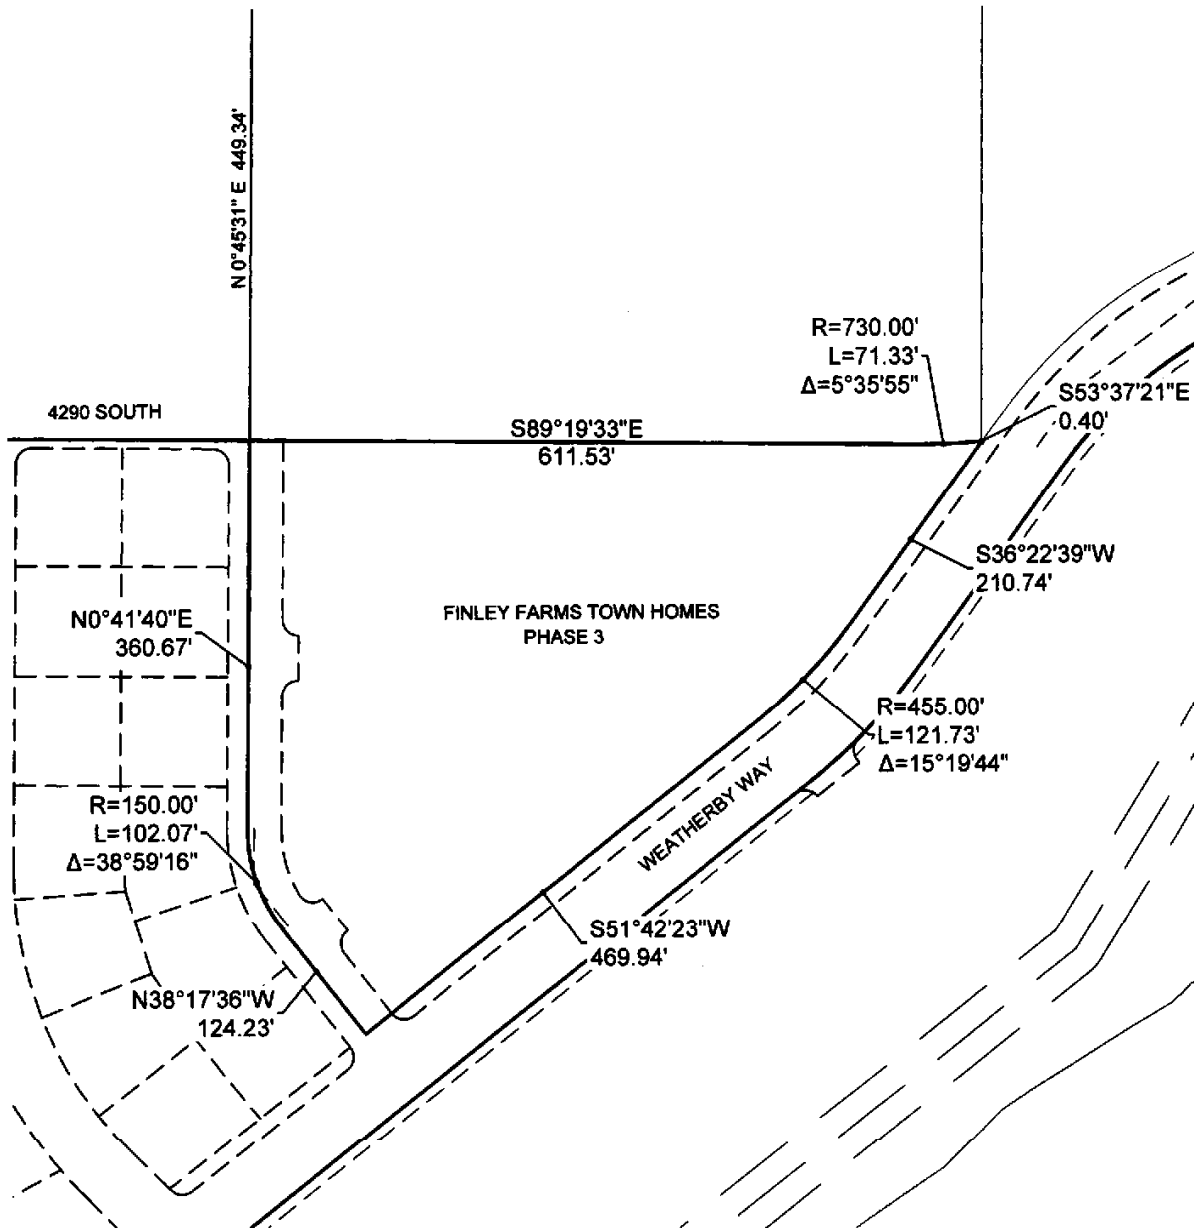 N 0°45'31" E 449.34'
R=730.00'
L=71.33'
Δ=5°35'55"
S53°37'21"E
0.40'
4290 SOUTH
S89°19'33"E
611.53'
S36°22'39"W
210.74'
N0°41'40"E
360.67'
FINLEY FARMS TOWN HOMES
PHASE 3
R=455.00'
L=121.73'
Δ=15°19'44"
WEATHERBY WAY
R=150.00'
L=102.07'
Δ=38°59'16"
S51°42'23"W
469.94'
N38°17'36"W
124.23'